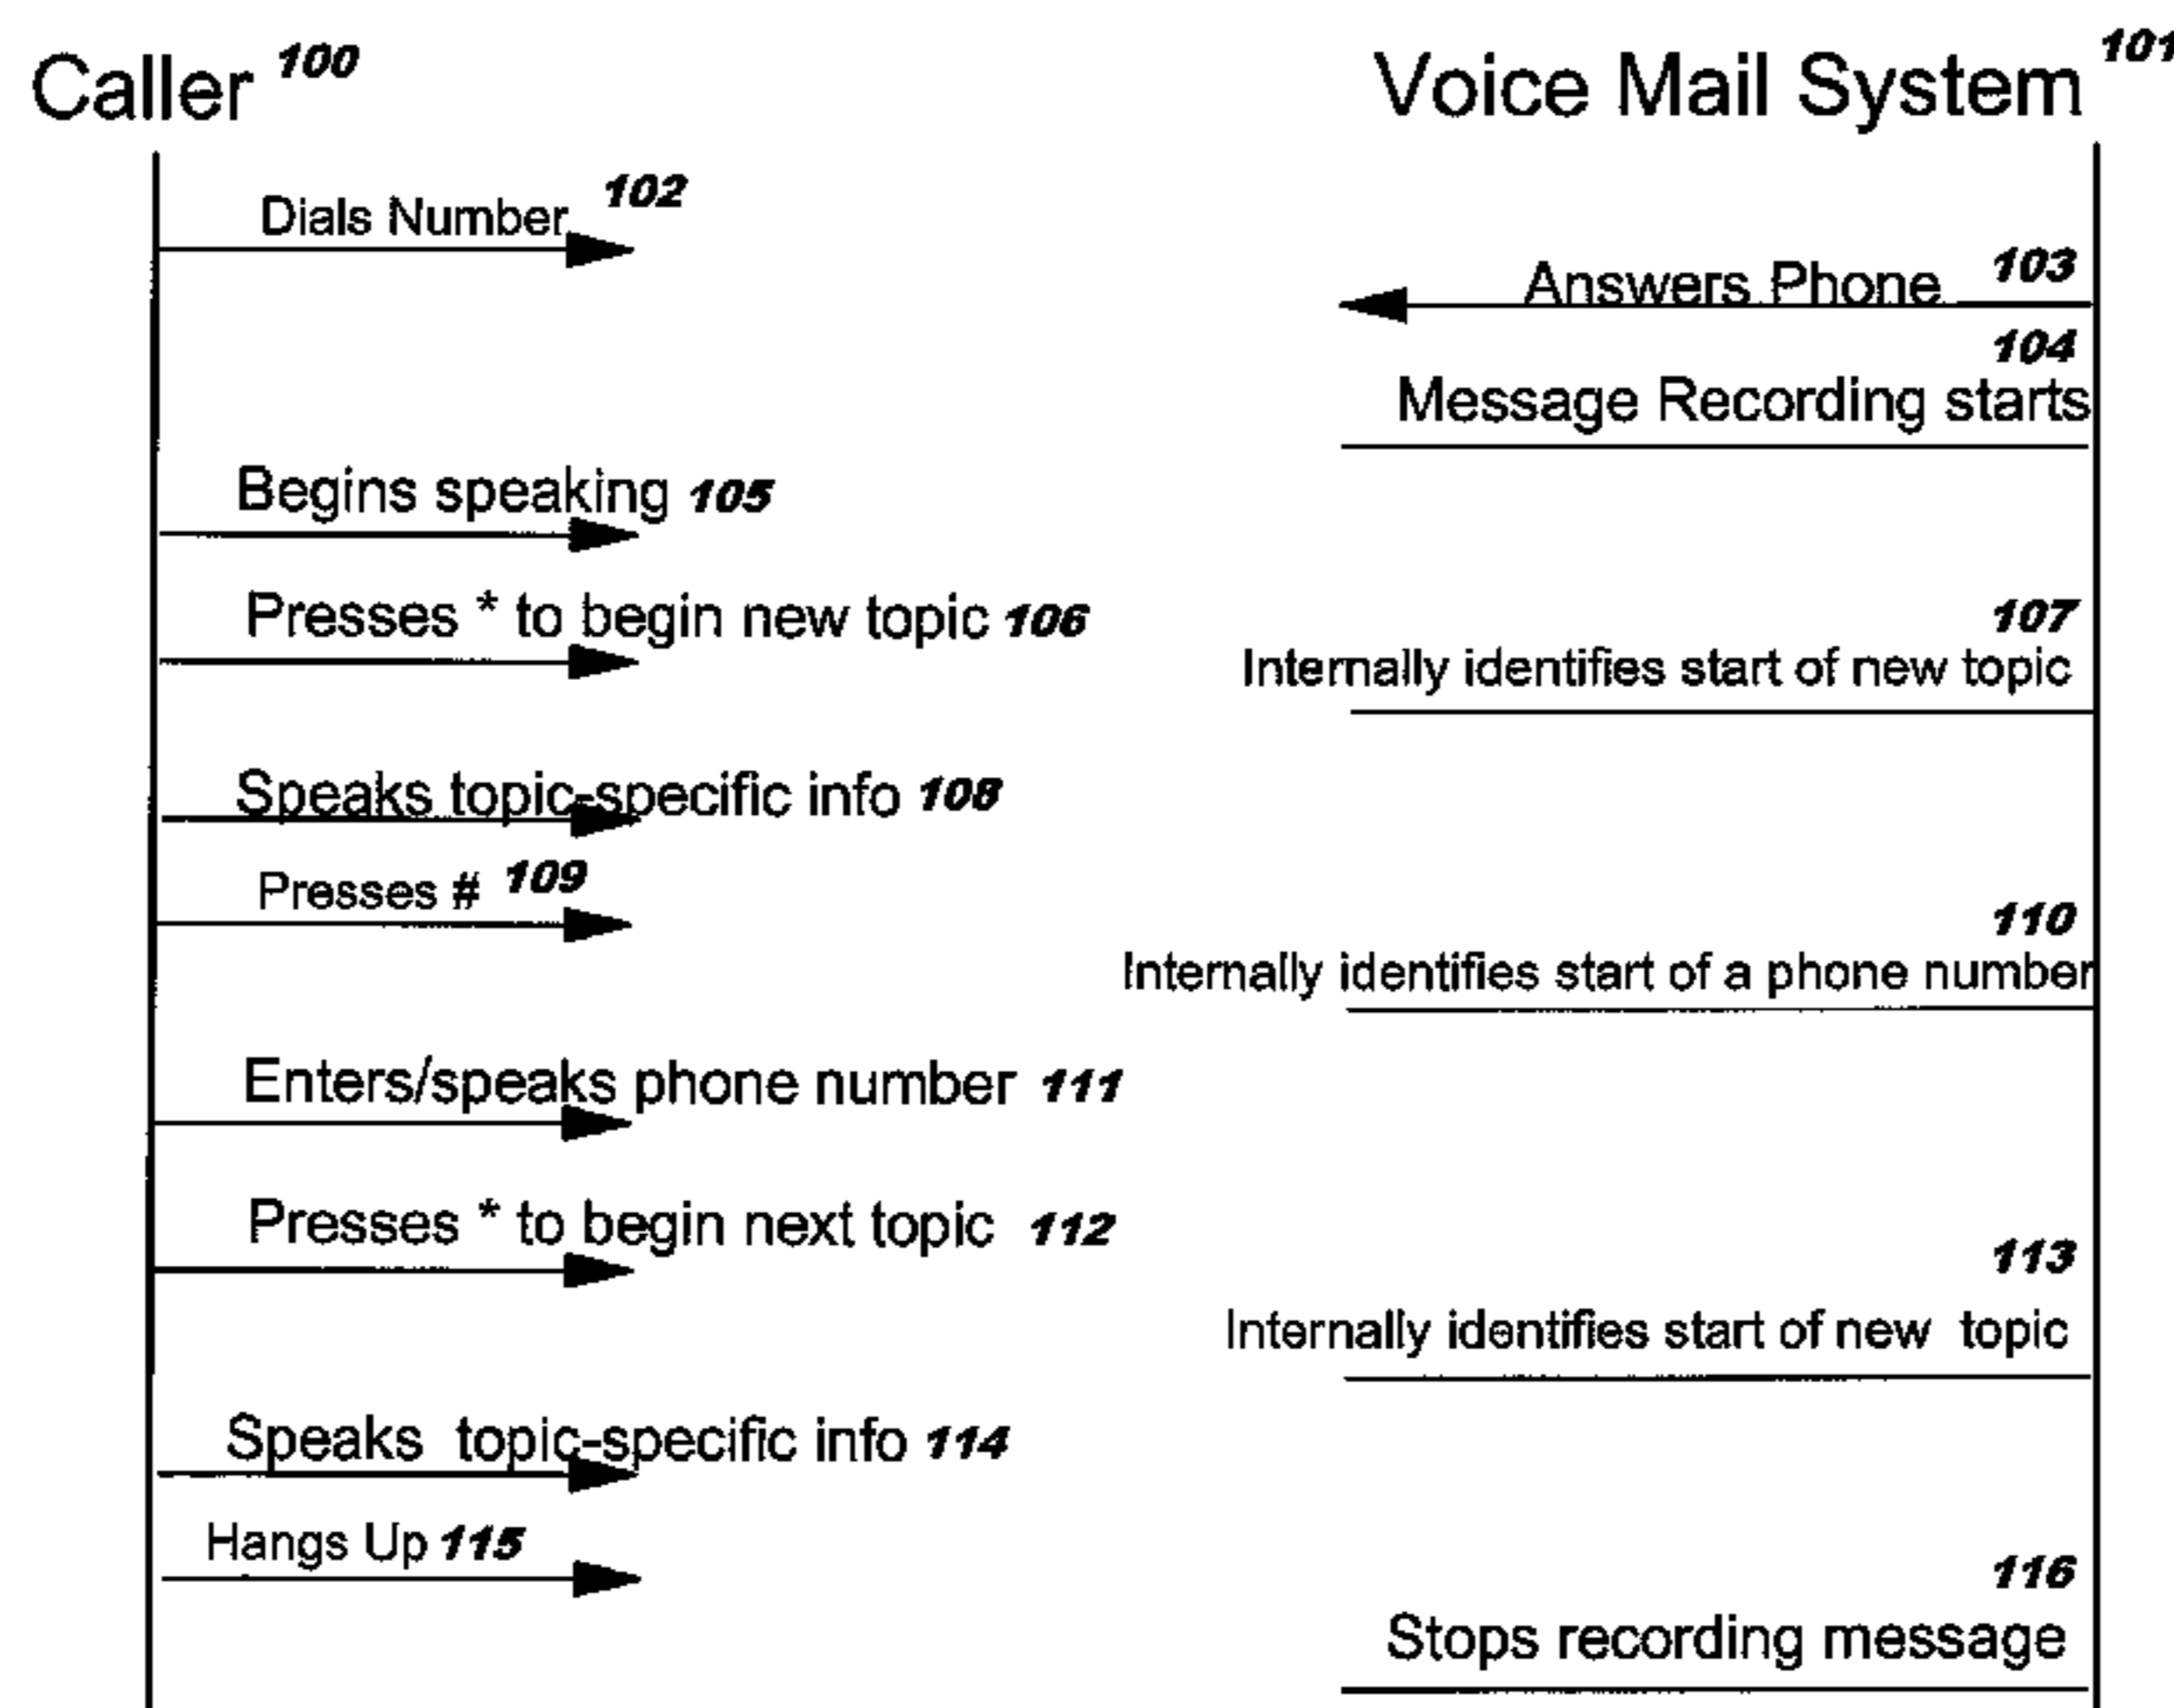 Caller 100
Voice Mail System 101
Dials Number 102
Answers Phone 103
104
Message Recording starts
Begins speaking 105
Presses * to begin new topic 106
107
Internally identifies start of new topic
Speaks topic-specific info 108
Presses # 109
110
Internally identifies start of a phone number
Enters/speaks phone number 111
Presses * to begin next topic 112
113
Internally identifies start of new topic
Speaks topic-specific info 114
Hangs Up 115
116
Stops recording message